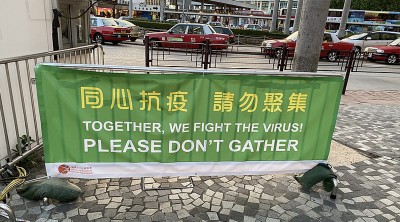 同心抗疫 請勿聚集
TOGETHER, WE FIGHT THE VIRUS!
PLEASE DON'T GATHER